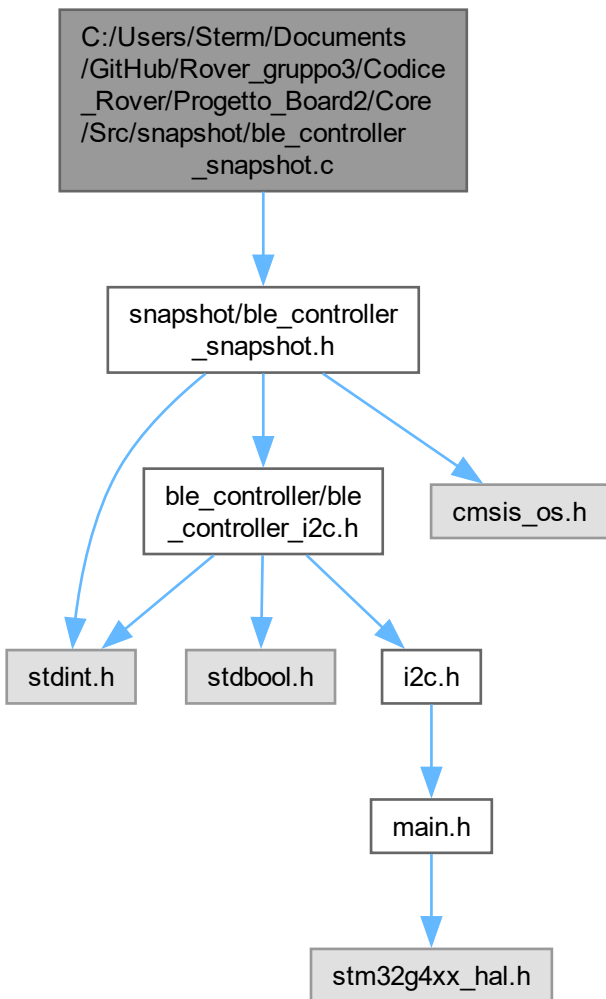 C:/Users/Sterm/Documents
/GitHub/Rover_gruppo3/Codice
_Rover/Progetto_Board2/Core
/Src/snapshot/ble_controller
_snapshot.c
snapshot/ble_controller
_snapshot.h
ble_controller/ble
_controller_i2c.h
cmsis_os.h
stdint.h
stdbool.h
i2c.h
main.h
stm32g4xx_hal.h